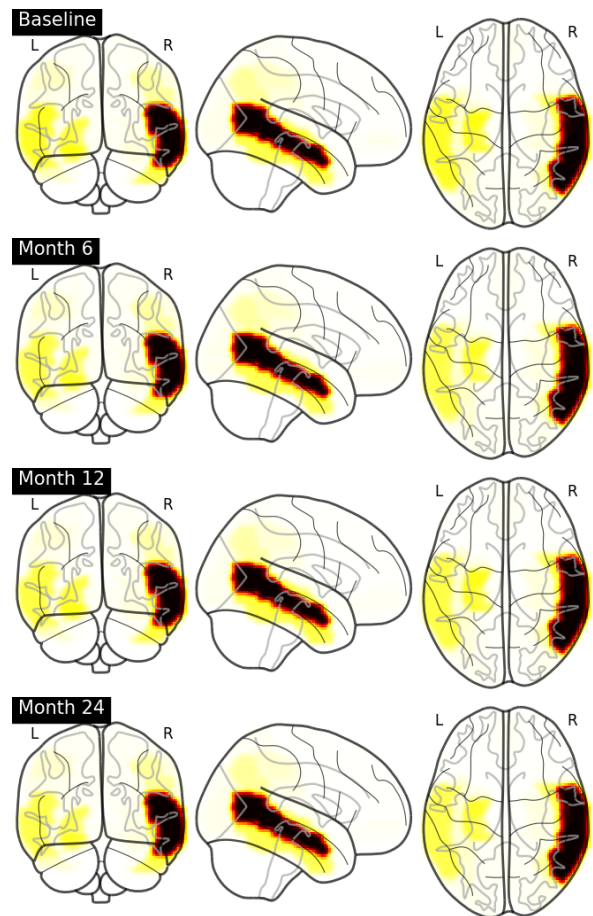 Baseline
L R L R
Month 6
L R L R
Month 12
L R L R
Month 24
L R L R